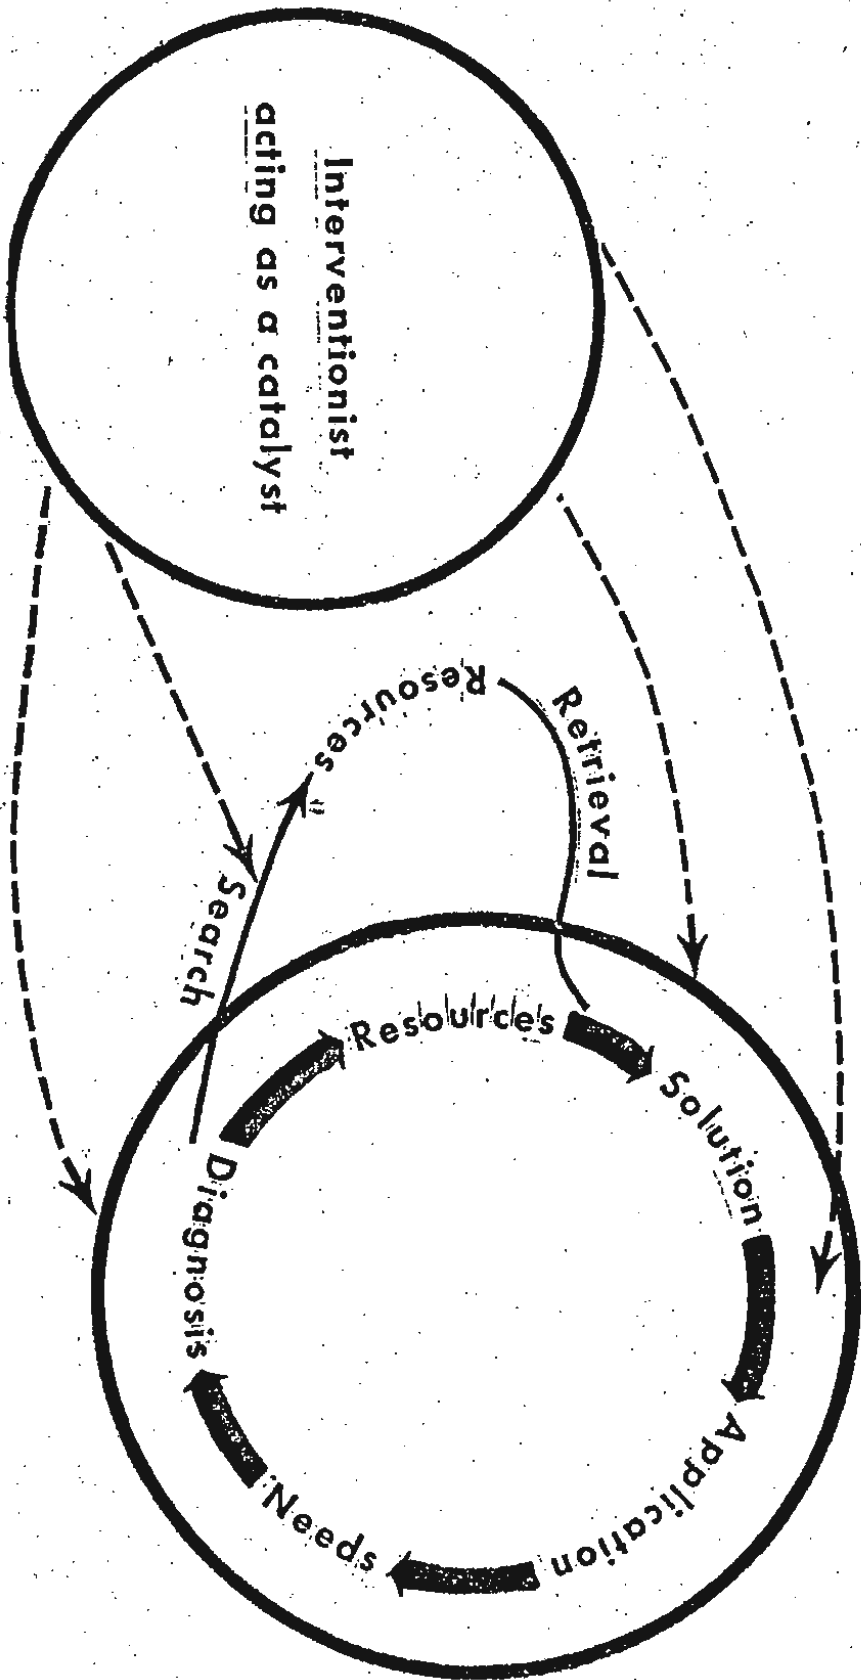 Interventionist
acting as a catalyst
Resources
Retrieval
Search
Resources
Solution
Diagnosis
Application
Needs